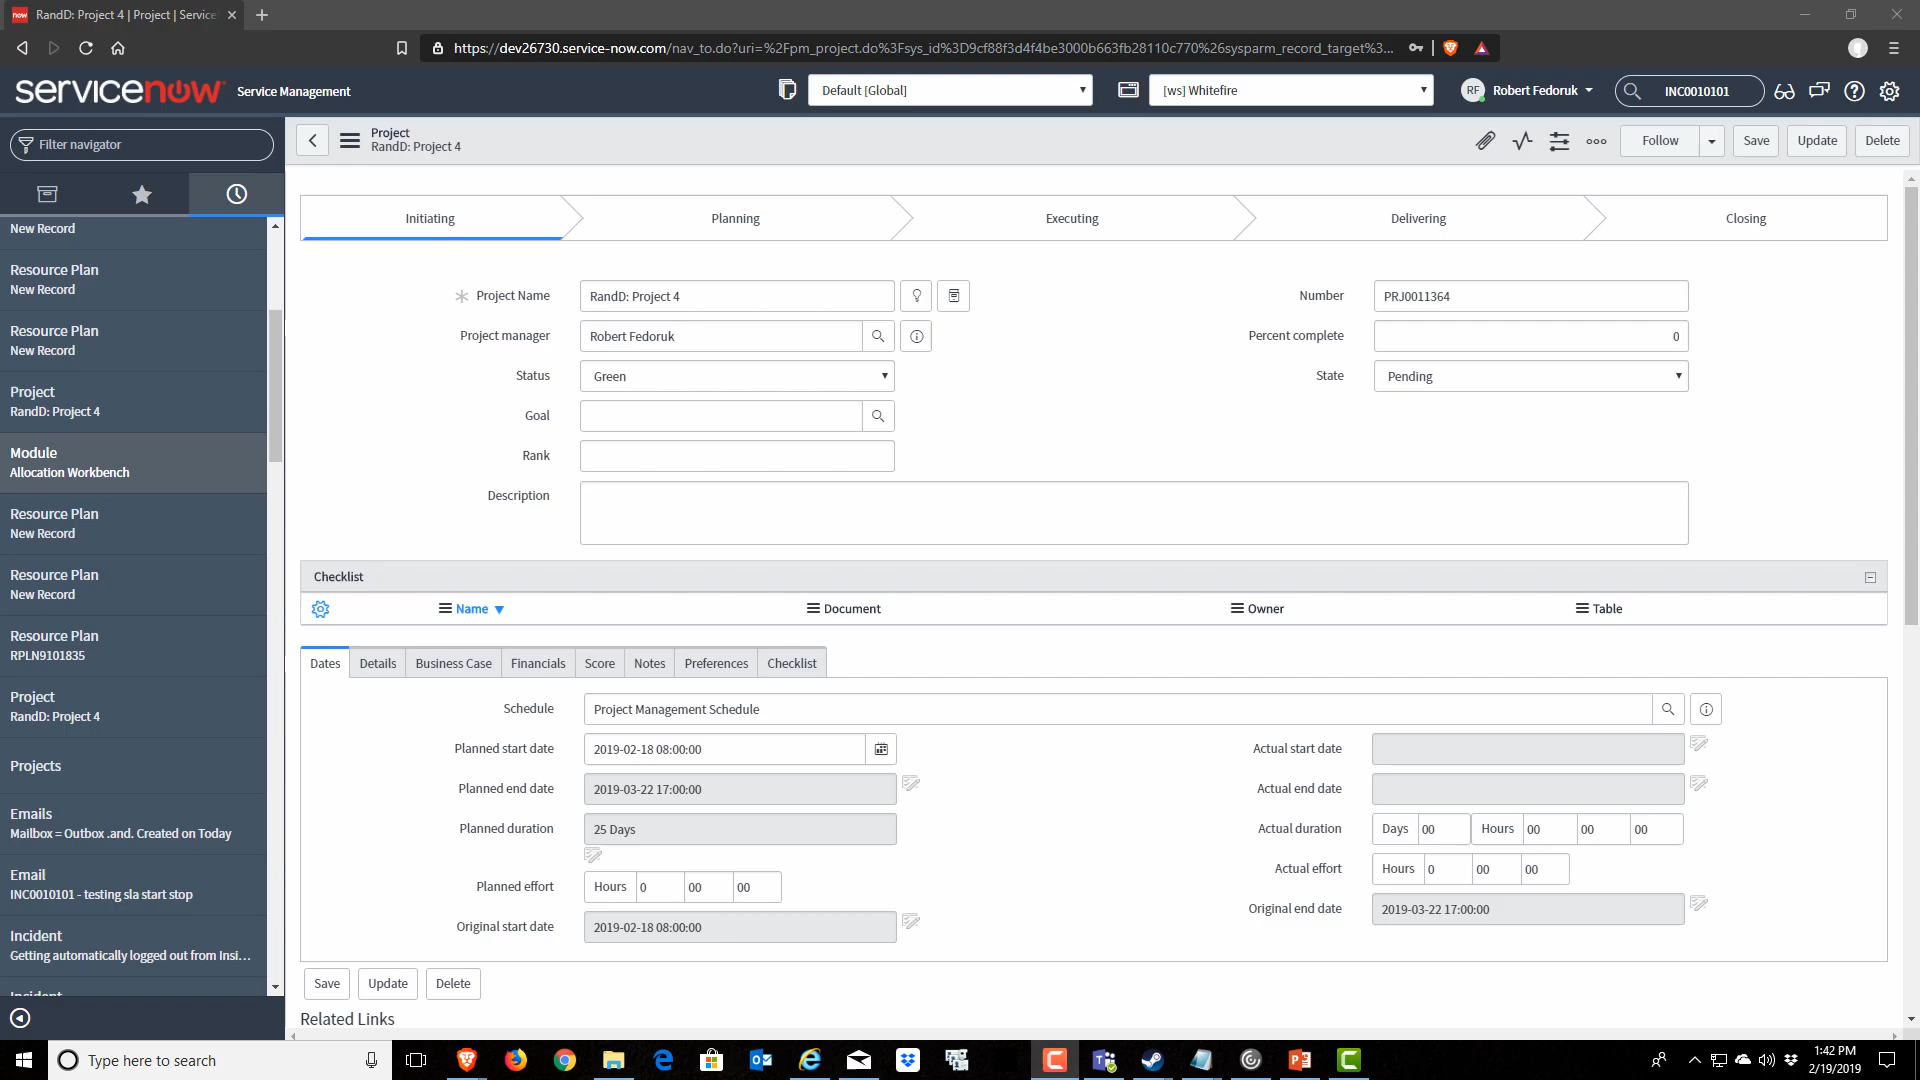 now RandD: Project 4 | Project | Service
https://dev26730.service-now.com/nav_to.do?uri=%2Fpm_project.do%3Fsys_id%3D9cf88f3d4f4be3000b663fb28110c770%26sysparm_record_target%3...
servicenow Service Management
Default [Global]
[ws] Whitefire
RF Robert Fedoruk
INC0010101
Filter navigator
New Record
Resource Plan
New Record
Resource Plan
New Record
Project
RandD: Project 4
Module
Allocation Workbench
Resource Plan
New Record
Resource Plan
New Record
Resource Plan
RPLN9101835
Project
RandD: Project 4
Projects
Emails
Mailbox = Outbox .and. Created on Today
Email
INC0010101 - testing sla start stop
Incident
Getting automatically logged out from Insi...
Incident
Project
RandD: Project 4
Follow Save Update Delete
Initiating Planning Executing Delivering Closing
Project Name RandD: Project 4
Number PRJ0011364
Project manager Robert Fedoruk
Percent complete 0
Status Green
State Pending
Goal
Rank
Description
Checklist
Name Document Owner Table
Dates Details Business Case Financials Score Notes Preferences Checklist
Schedule Project Management Schedule
Planned start date 2019-02-18 08:00:00
Actual start date
Planned end date 2019-03-22 17:00:00
Actual end date
Planned duration 25 Days
Actual duration Days 00 Hours 00 00 00
Actual effort Hours 0 00 00
Planned effort Hours 0 00 00
Original end date 2019-03-22 17:00:00
Original start date 2019-02-18 08:00:00
Save Update Delete
Related Links
Type here to search
1:42 PM
2/19/2019